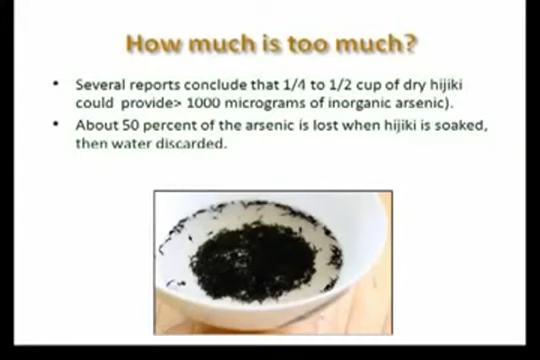 How much is too much?
• Several reports conclude that 1/4 to 1/2 cup of dry hijiki
could provide> 1000 micrograms of inorganic arsenic).
• About 50 percent of the arsenic is lost when hijiki is soaked,
then water discarded.